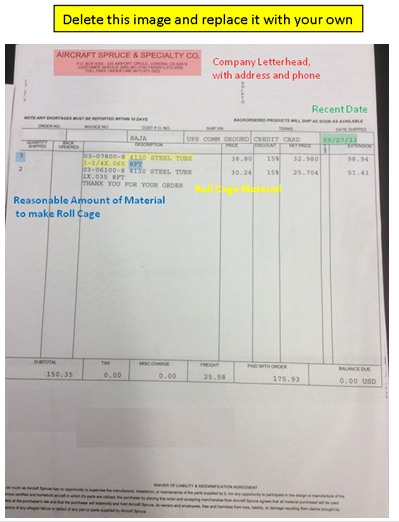 Delete this image and replace it with your own
AIRCRAFT SPRUCE & SPECIALTY CO.
Company Letterhead,
with address and phone
Recent Date
NOTE: ANY SHORTAGES MUST BE REPORTED WITHIN 10 DAYS
BACKORDERED PRODUCTS WILL SHIP AS SOON AS AVAILABLE
ORDER NO. INVOICE NO. CUST P.O. NO. SHIP VIA TERMS DATE SHIPPED
BAJA UPS COMM GROUND CREDIT CARD 09/27/13
QUANTITY SHIPPED BACK ORDERED DESCRIPTION PRICE DISCOUNT NET PRICE EXTENSION
3 03-07800-8 4130 STEEL TUBE 38.80 15% 32.980 98.94
1-1/4X.065 8FT
2 03-06100-8 4130 STEEL TUBE 30.24 15% 25.704 51.41
1X.035 8FT
THANK YOU FOR YOUR ORDER
Roll Cage Material
Reasonable Amount of Material
to make Roll Cage
SUBTOTAL TAX MISC.CHARGE FREIGHT PAID WITH ORDER BALANCE DUE
150.35 0.00 0.00 25.58 175.93 0.00 USD
WAIVER OF LIABILITY & INDEMNIFICATION AGREEMENT